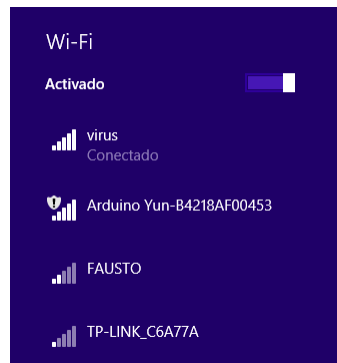 Wi-Fi
Activado
virus
Conectado
Arduino Yun-B4218AF00453
FAUSTO
TP-LINK_C6A77A